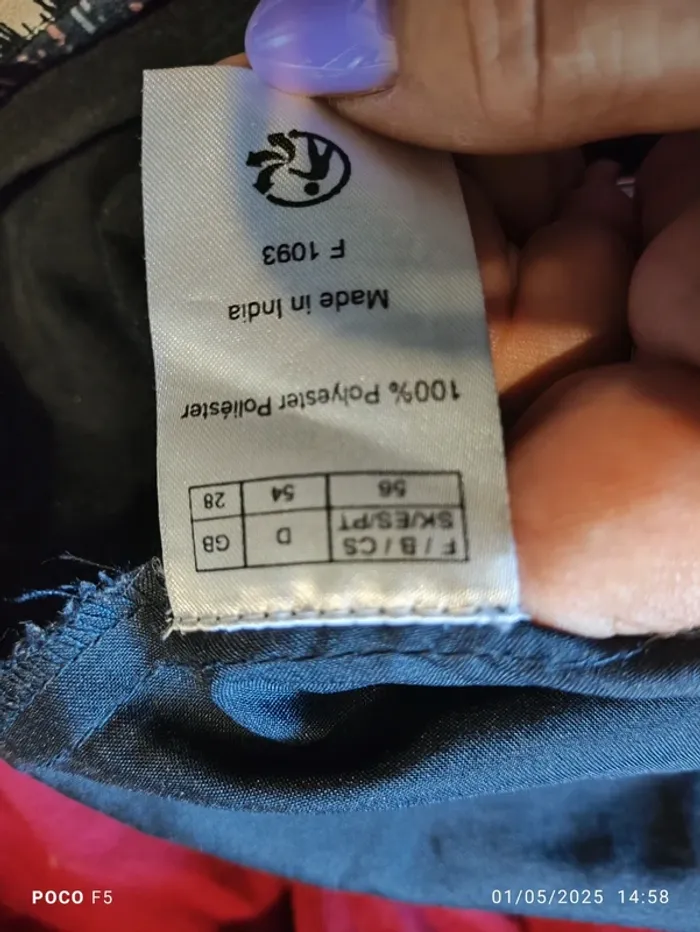 F / B / CS D GB
SK/ES/PT
56 54 28
100% Polyester Poliéster
Made in India
F 1093
POCO F5 01/05/2025 14:58